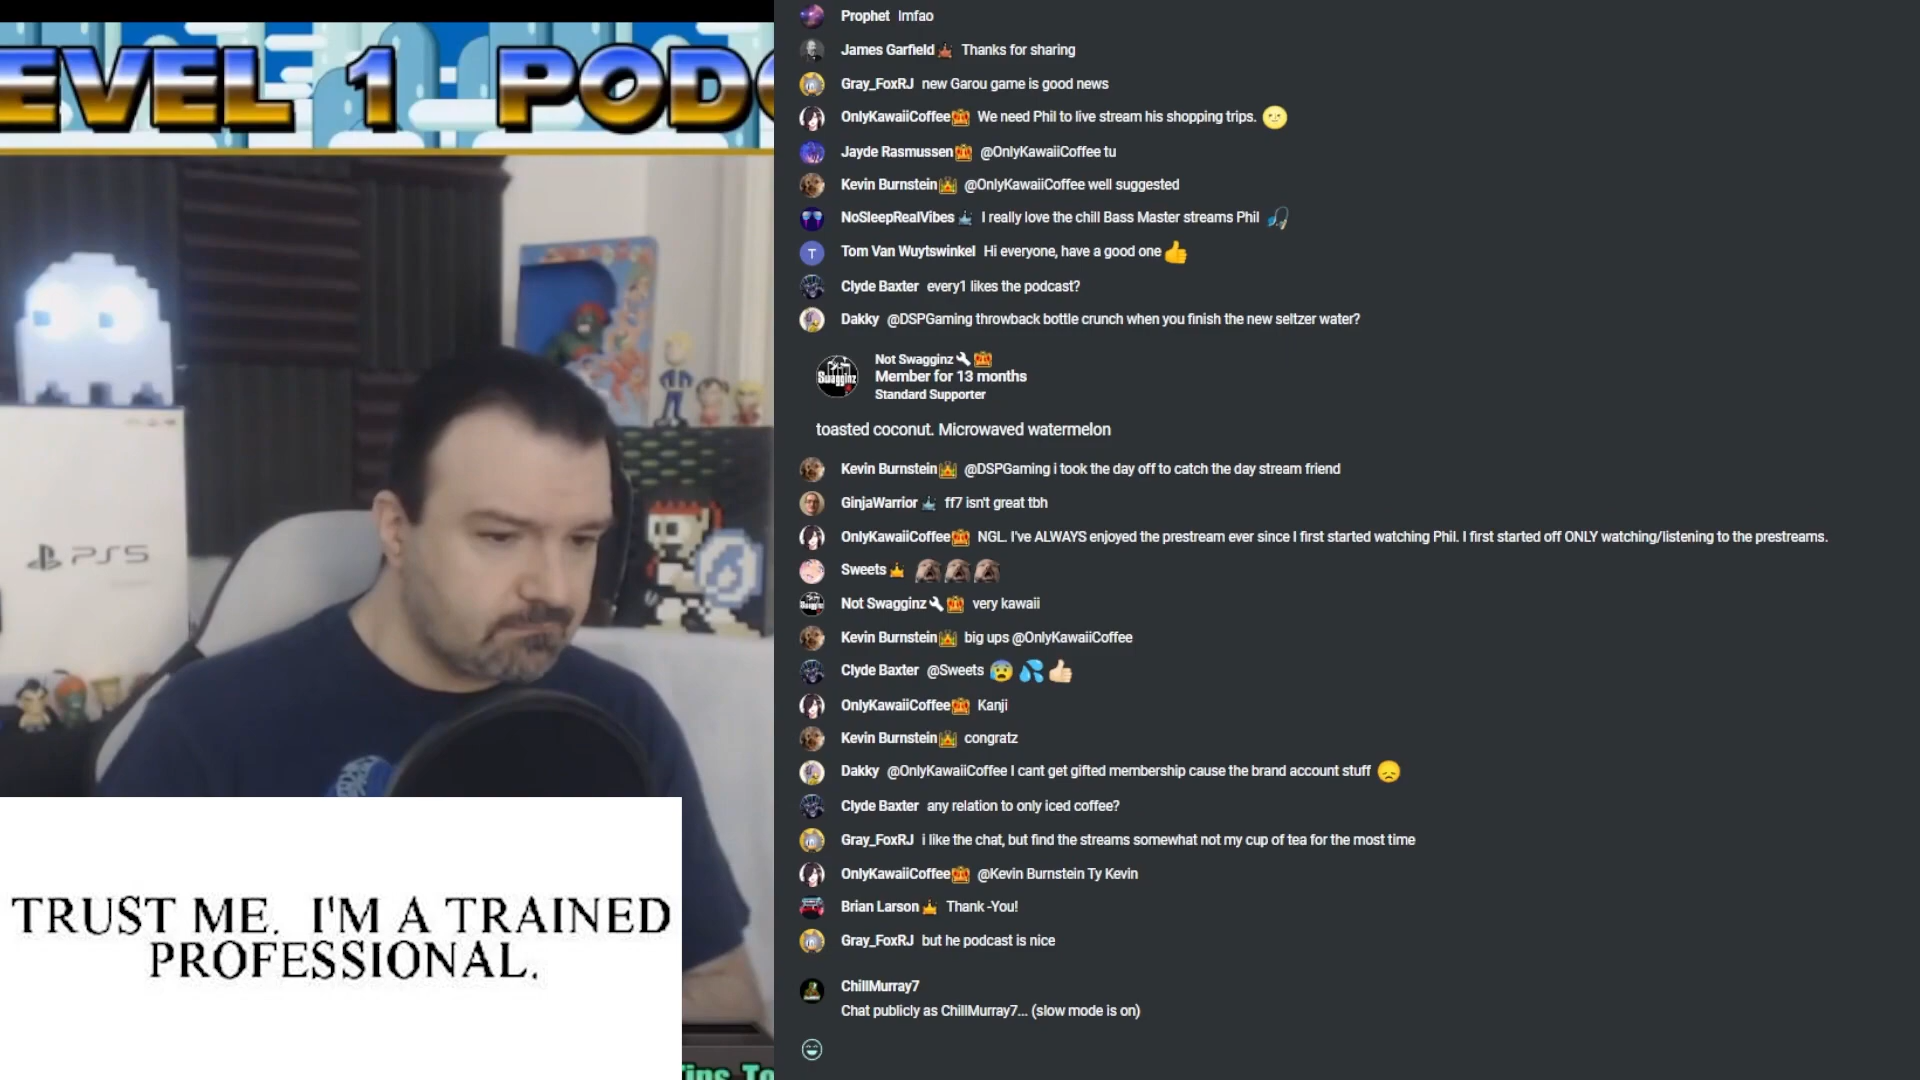 EVEL 1 PODC
PS5
TRUST ME. I'M A TRAINED
PROFESSIONAL.
Tips To
Prophet lmfao
James Garfield Thanks for sharing
Gray_FoxRJ new Garou game is good news
OnlyKawaiiCoffee We need Phil to live stream his shopping trips.
Jayde Rasmussen @OnlyKawaiiCoffee tu
Kevin Burnstein @OnlyKawaiiCoffee well suggested
NoSleepRealVibes I really love the chill Bass Master streams Phil
T Tom Van Wuytswinkel Hi everyone, have a good one
Clyde Baxter every1 likes the podcast?
Dakky @DSPGaming throwback bottle crunch when you finish the new seltzer water?
Swagginz
Not Swagginz
Member for 13 months
Standard Supporter
toasted coconut. Microwaved watermelon
Kevin Burnstein @DSPGaming i took the day off to catch the day stream friend
GinjaWarrior ff7 isn't great tbh
OnlyKawaiiCoffee NGL. I've ALWAYS enjoyed the prestream ever since I first started watching Phil. I first started off ONLY watching/listening to the prestreams.
Sweets
Not Swagginz very kawaii
Kevin Burnstein big ups @OnlyKawaiiCoffee
Clyde Baxter @Sweets
OnlyKawaiiCoffee Kanji
Kevin Burnstein congratz
Dakky @OnlyKawaiiCoffee I cant get gifted membership cause the brand account stuff
Clyde Baxter any relation to only iced coffee?
Gray_FoxRJ i like the chat, but find the streams somewhat not my cup of tea for the most time
OnlyKawaiiCoffee @Kevin Burnstein Ty Kevin
Brian Larson Thank -You!
Gray_FoxRJ but he podcast is nice
ChillMurray7
Chat publicly as ChillMurray7... (slow mode is on)